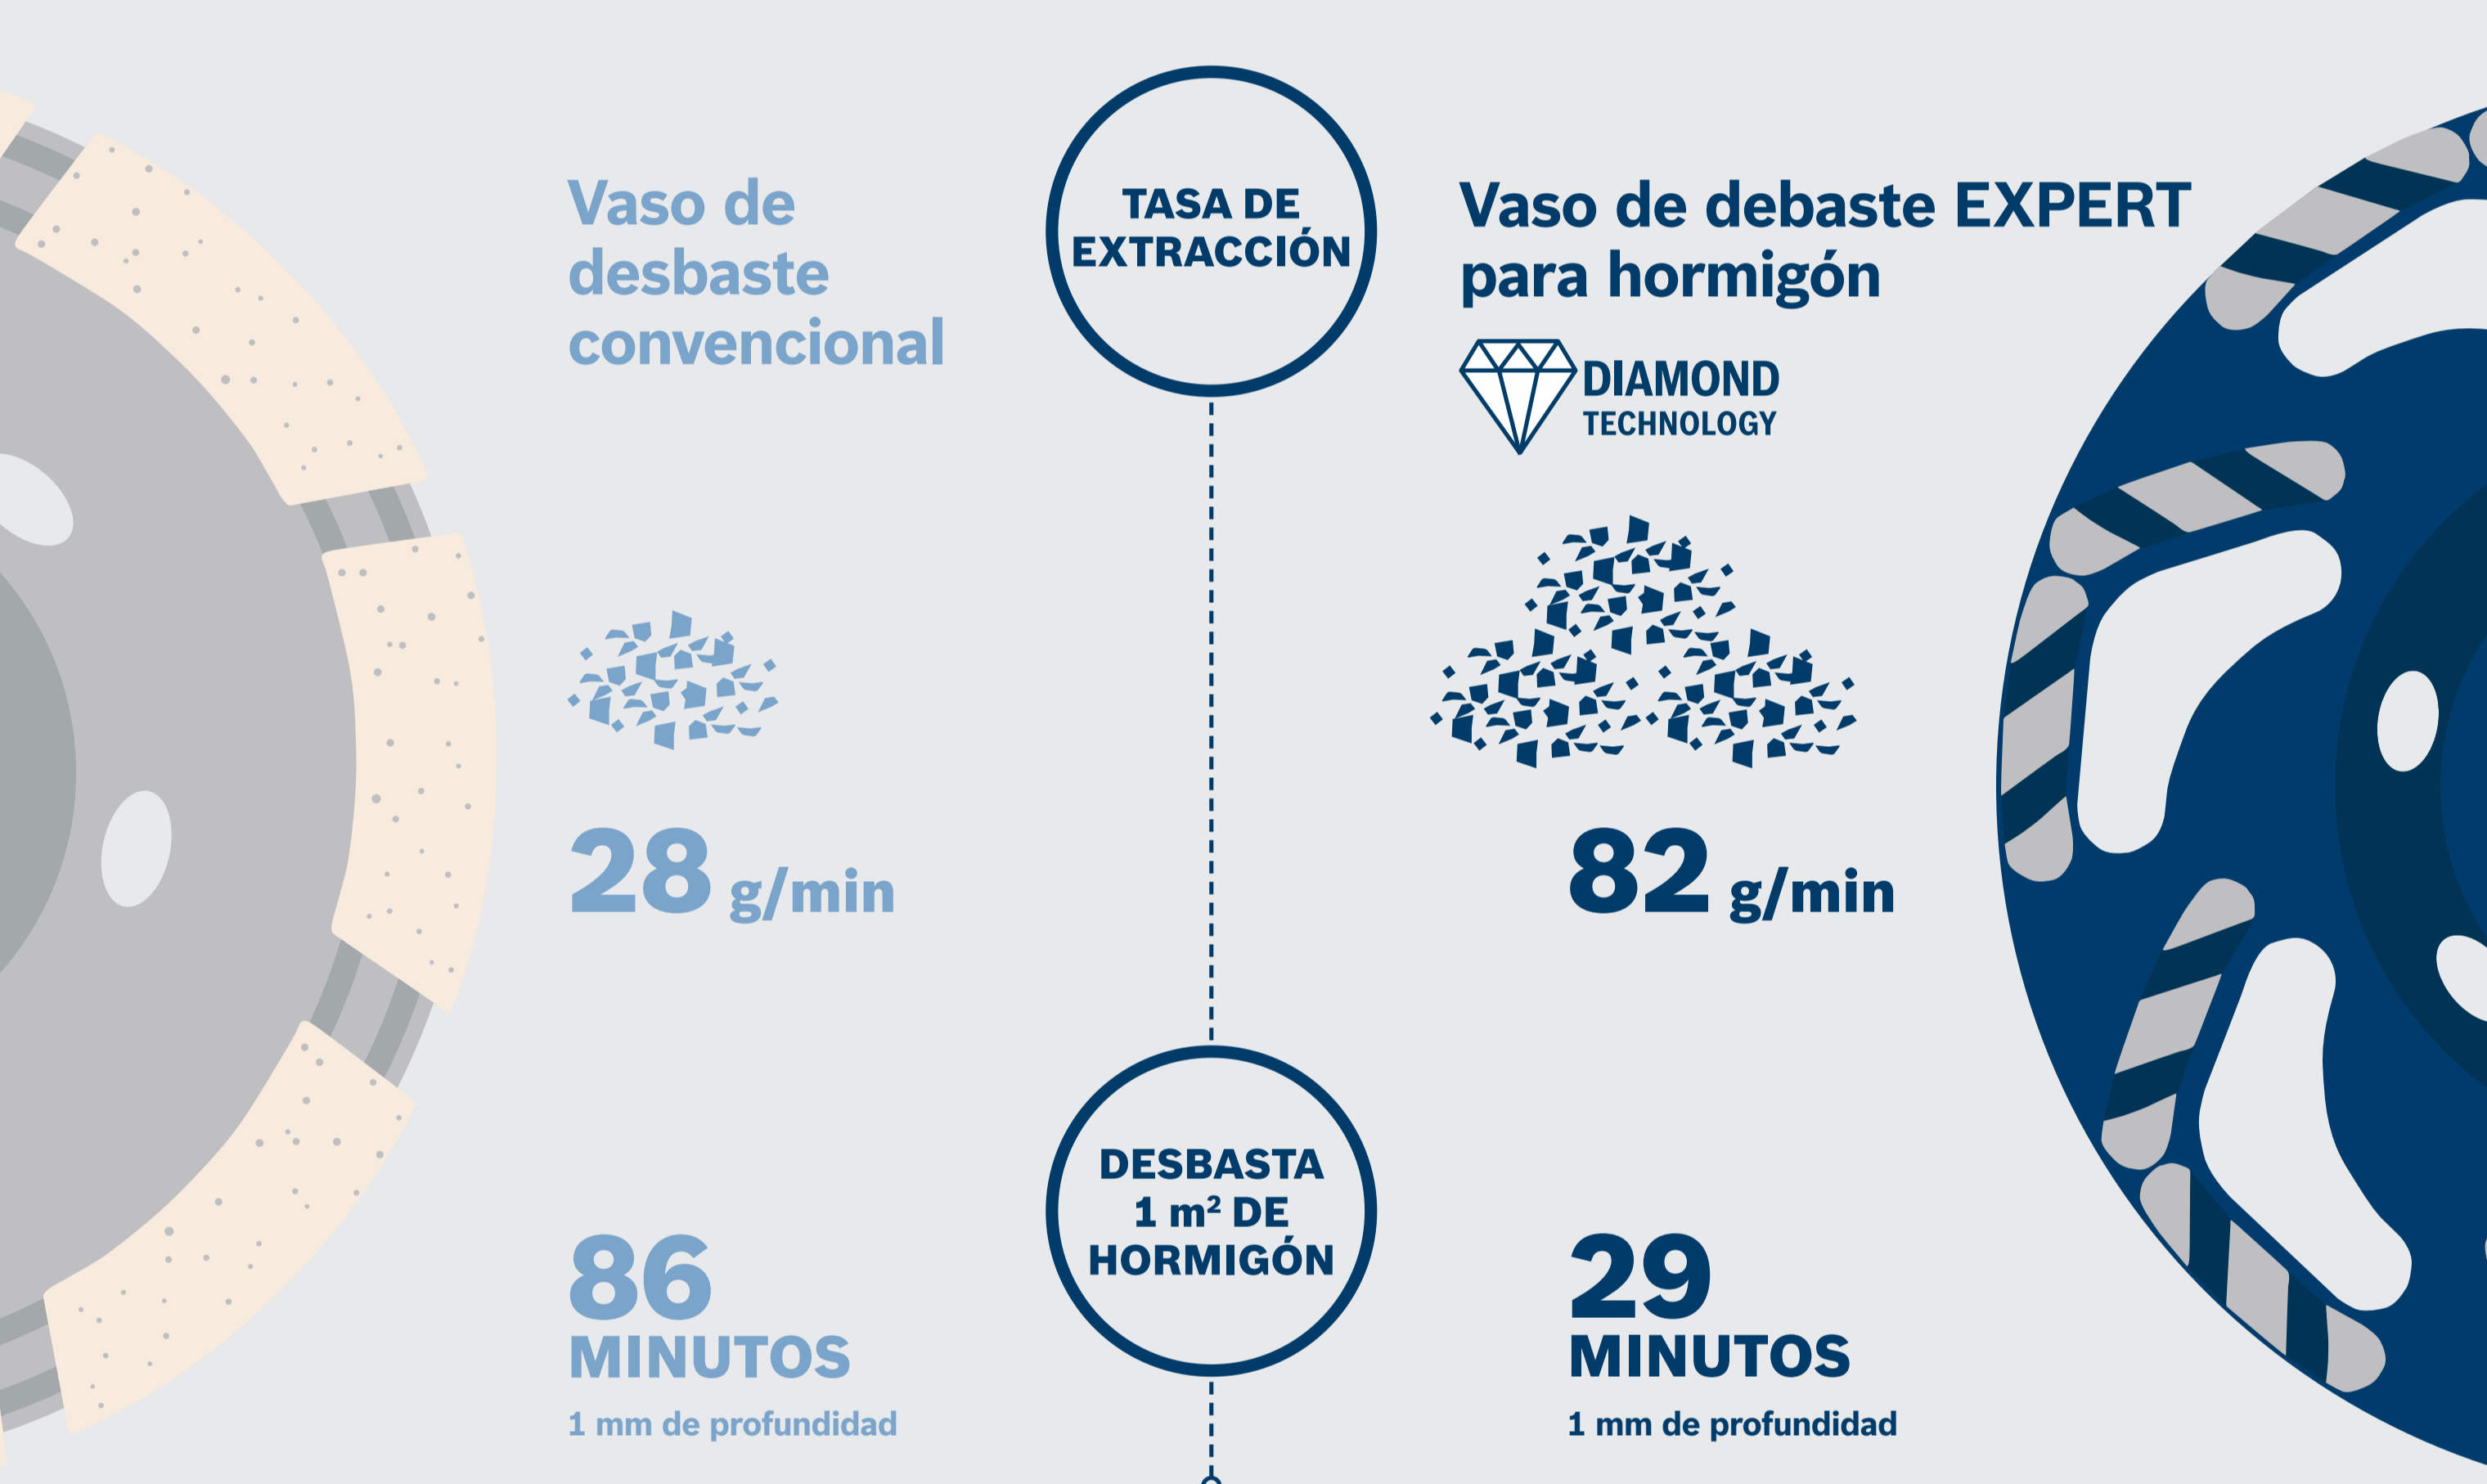 Vaso de
desbaste
convencional
TASA DE
EXTRACCIÓN
Vaso de debaste EXPERT
para hormigón
DIAMOND
TECHNOLOGY
28 g/min
82 g/min
DESBASTA
1 m² DE
HORMIGÓN
86
MINUTOS
1 mm de profundidad
29
MINUTOS
1 mm de profundidad